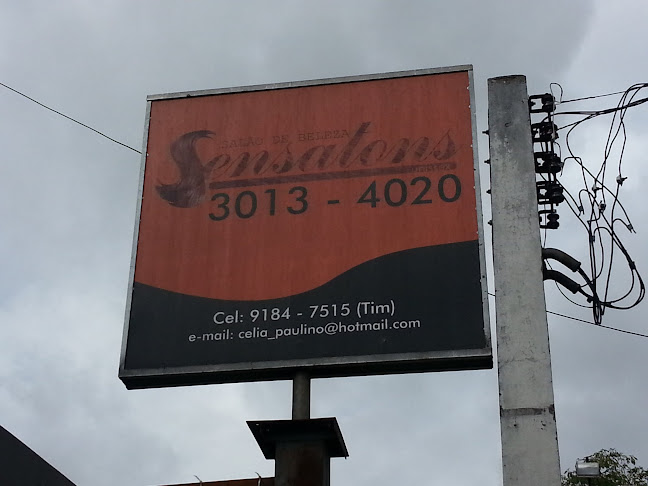 SALÃO DE BELEZA
Sensatons
3013 - 4020
Cel: 9184 - 7515 (Tim)
e-mail: celia_paulino@hotmail.com